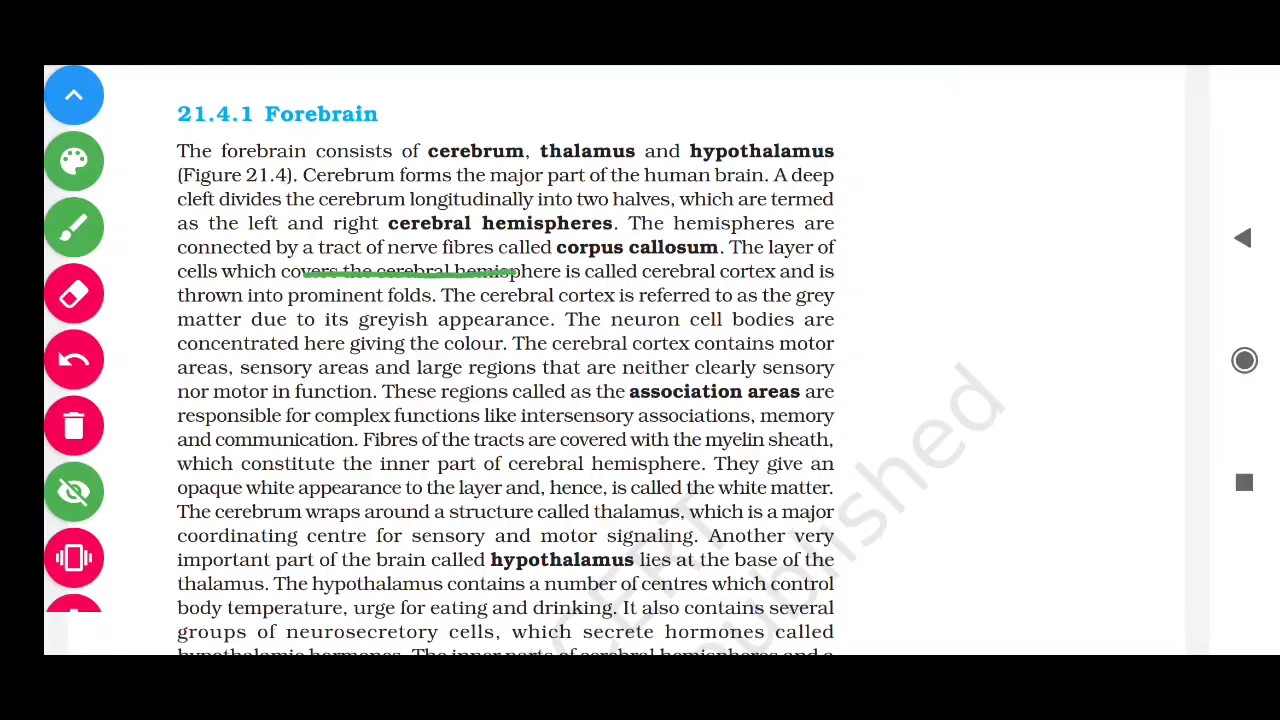 21.4.1 Forebrain
The forebrain consists of cerebrum, thalamus and hypothalamus
(Figure 21.4). Cerebrum forms the major part of the human brain. A deep
cleft divides the cerebrum longitudinally into two halves, which are termed
as the left and right cerebral hemispheres. The hemispheres are
connected by a tract of nerve fibres called corpus callosum. The layer of
cells which covers the cerebral hemisphere is called cerebral cortex and is
thrown into prominent folds. The cerebral cortex is referred to as the grey
matter due to its greyish appearance. The neuron cell bodies are
concentrated here giving the colour. The cerebral cortex contains motor
areas, sensory areas and large regions that are neither clearly sensory
nor motor in function. These regions called as the association areas are
responsible for complex functions like intersensory associations, memory
and communication. Fibres of the tracts are covered with the myelin sheath,
which constitute the inner part of cerebral hemisphere. They give an
opaque white appearance to the layer and, hence, is called the white matter.
The cerebrum wraps around a structure called thalamus, which is a major
coordinating centre for sensory and motor signaling. Another very
important part of the brain called hypothalamus lies at the base of the
thalamus. The hypothalamus contains a number of centres which control
body temperature, urge for eating and drinking. It also contains several
groups of neurosecretory cells, which secrete hormones called
hypothalamic hormones. The inner parts of cerebral hemispheres and a